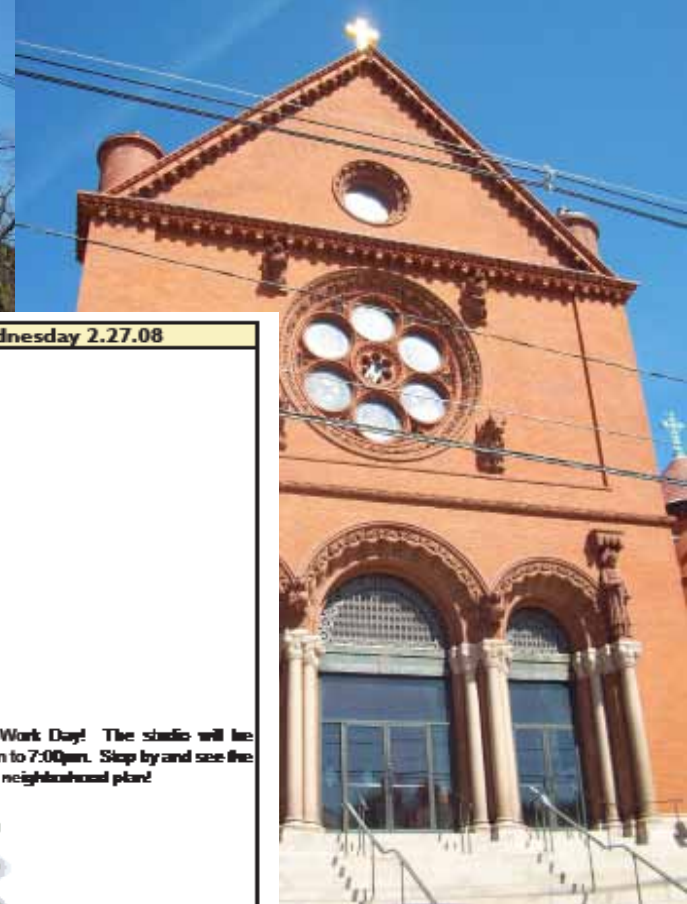 dnesday 2.27.08
Work Day! The studio will be
n to 7:00pm. Stop by and see the
neighborhood plan!